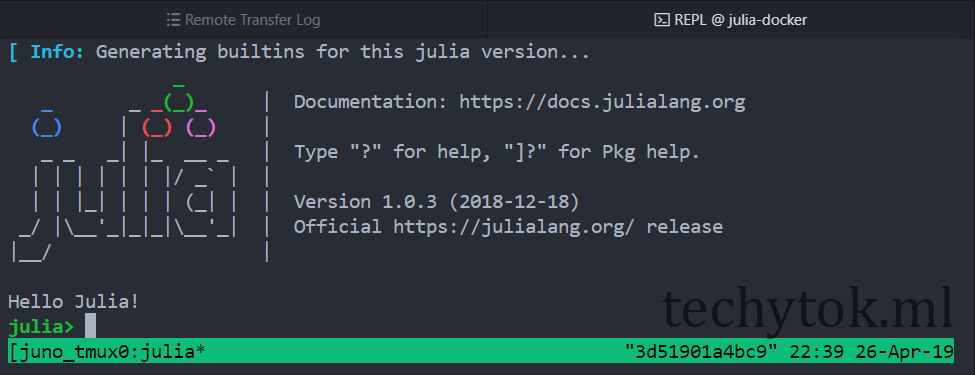 Remote Transfer Log
REPL @ julia-docker
[ Info: Generating builtins for this julia version...
julia
Documentation: https://docs.julialang.org
Type "?" for help, "]?" for Pkg help.
Version 1.0.3 (2018-12-18)
Official https://julialang.org/ release
Hello Julia!
julia>
techytok.ml
[juno_tmux0:julia* "3d51901a4bc9" 22:39 26-Apr-19